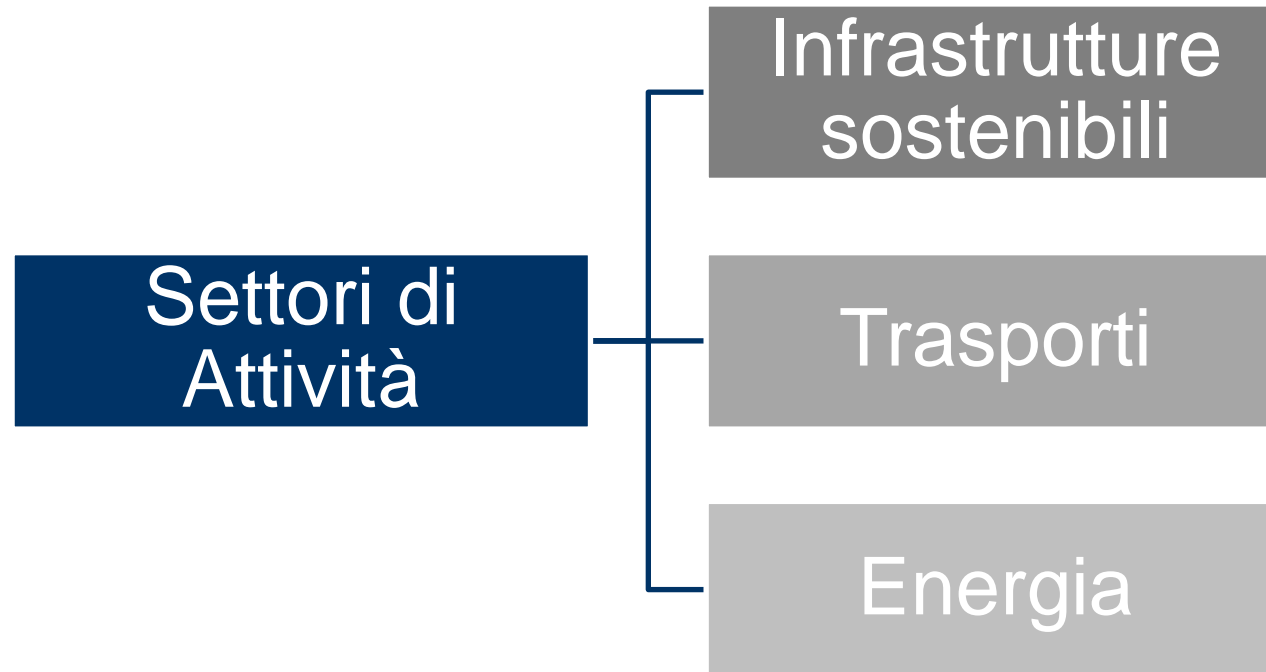 Settori di
Attività
Infrastrutture
sostenibili
Trasporti
Energia